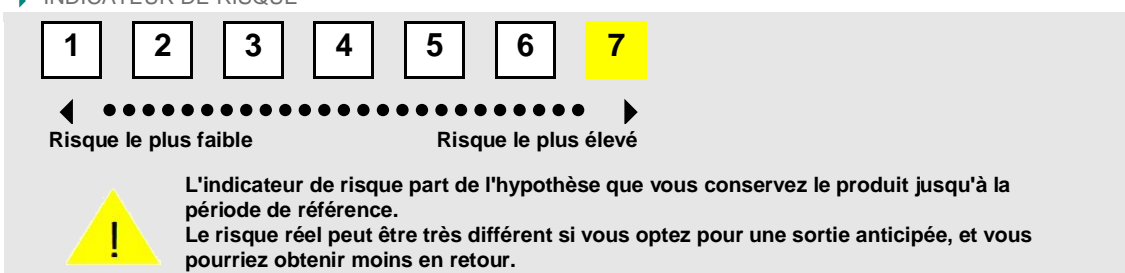 INDICATEUR DE RISQUE
1 2 3 4 5 6 7
Risque le plus faible Risque le plus élevé
L'indicateur de risque part de l'hypothèse que vous conservez le produit jusqu'à la
période de référence.
Le risque réel peut être très différent si vous optez pour une sortie anticipée, et vous
pourriez obtenir moins en retour.
!